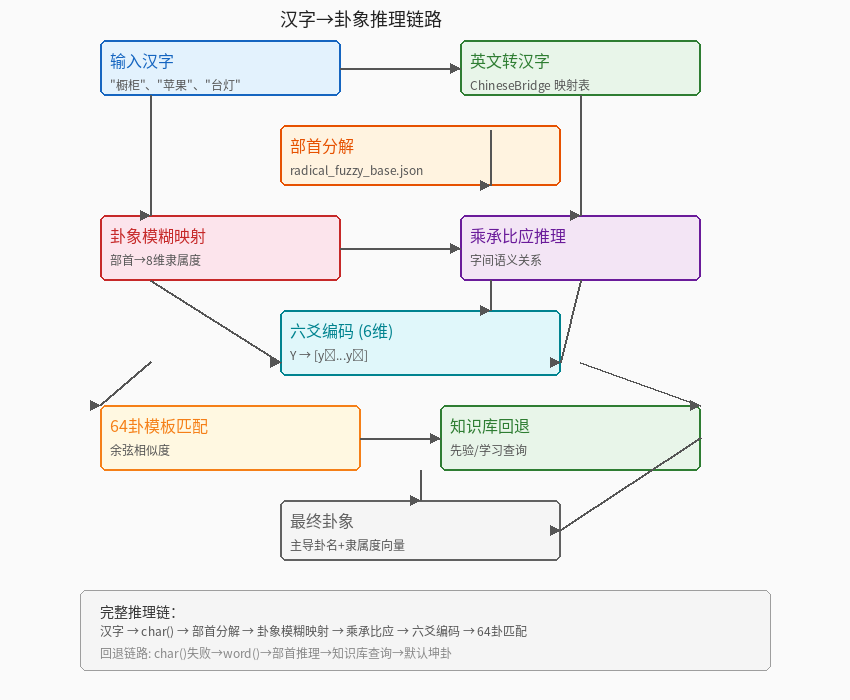 汉字→卦象推理链路
输入汉字
"橱柜"、"苹果"、"台灯"
英文转汉字
ChineseBridge 映射表
部首分解
radical_fuzzy_base.json
卦象模糊映射
部首→8维隶属度
乘承比应推理
字间语义关系
六爻编码 (6维)
Y → [y□...y□]
64卦模板匹配
余弦相似度
知识库回退
先验/学习查询
最终卦象
主导卦名+隶属度向量
完整推理链：
汉字 → char() → 部首分解 → 卦象模糊映射 → 乘承比应 → 六爻编码 → 64卦匹配
回退链路: char()失败→word()→部首推理→知识库查询→默认坤卦